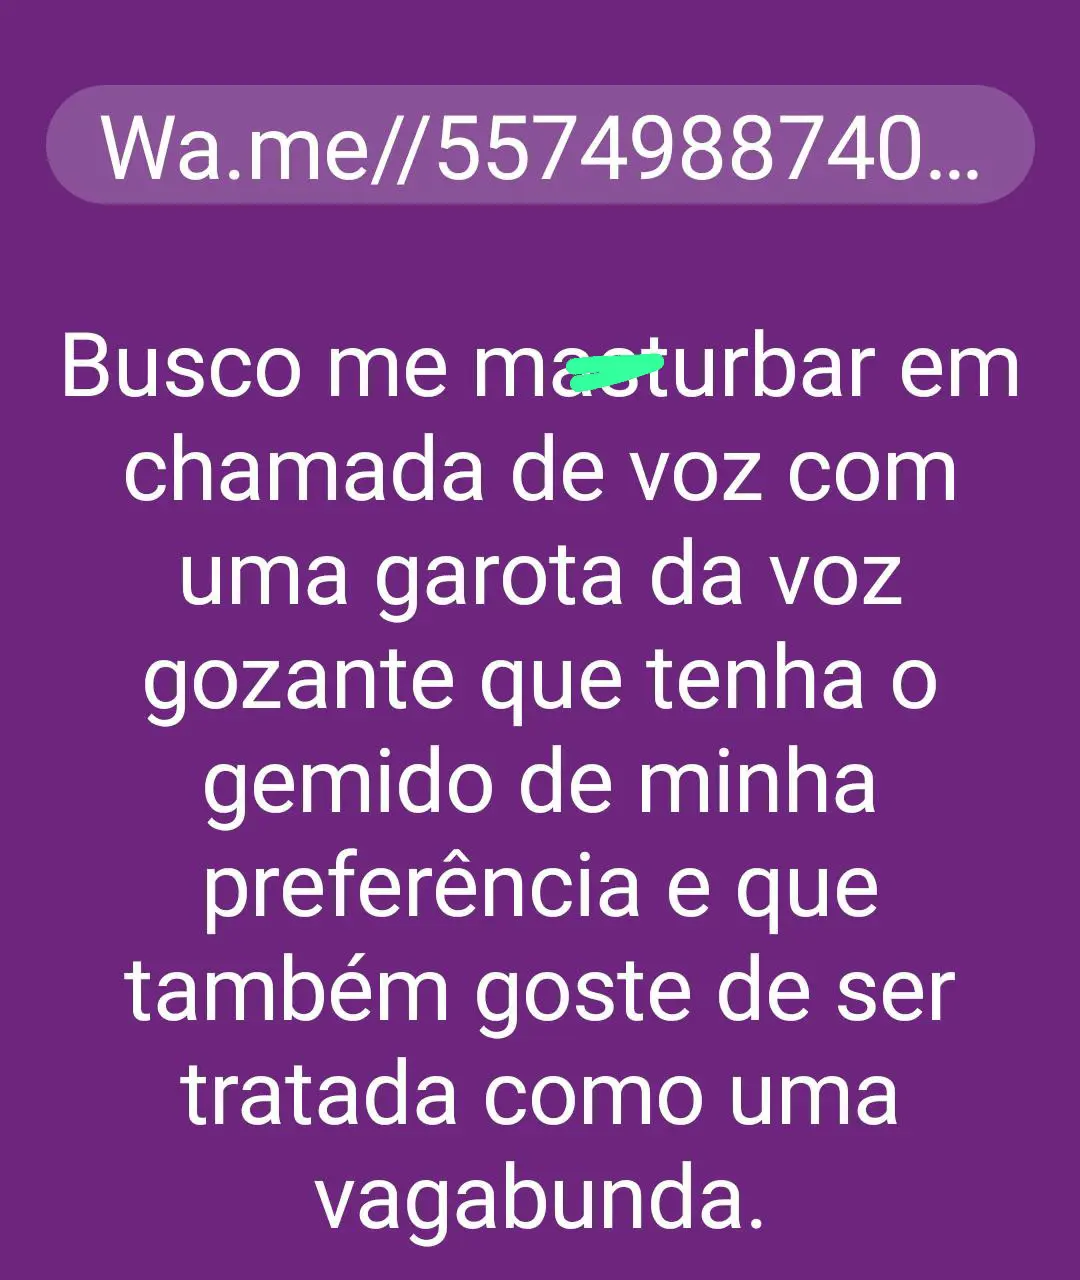 Wa.me//5574988740...
Busco me masturbar em
chamada de voz com
uma garota da voz
gozante que tenha o
gemido de minha
preferência e que
também goste de ser
tratada como uma
vagabunda.